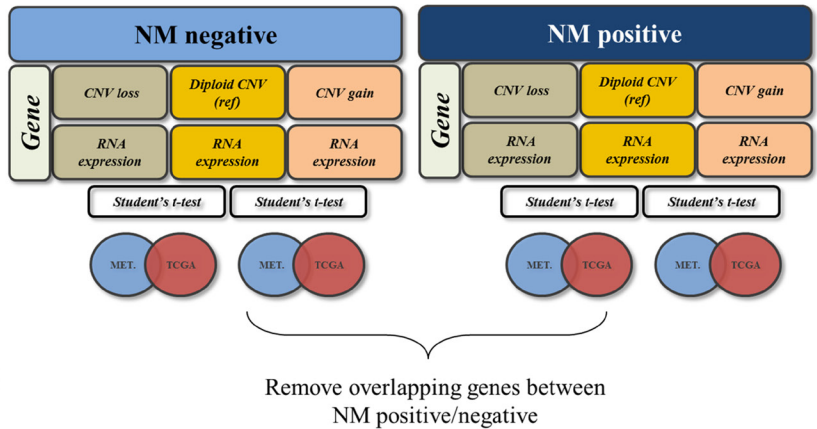 NM negative
NM positive
Gene
CNV loss
Diploid CNV
(ref)
CNV gain
RNA
expression
RNA
expression
RNA
expression
Gene
CNV loss
Diploid CNV
(ref)
CNV gain
RNA
expression
RNA
expression
RNA
expression
Student's t-test
Student's t-test
Student's t-test
Student's t-test
MET.
TCGA
MET.
TCGA
MET.
TCGA
MET.
TCGA
Remove overlapping genes between
NM positive/negative